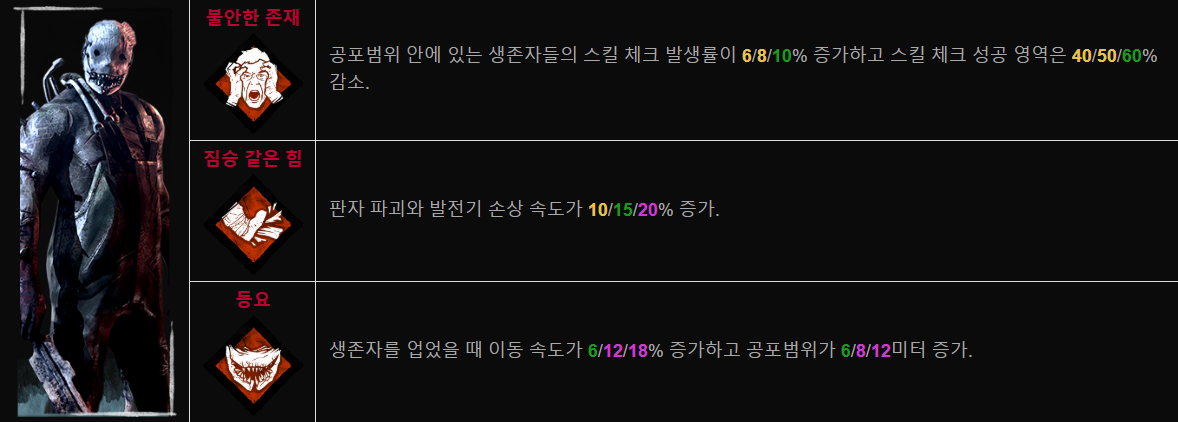 불안한 존재
공포범위 안에 있는 생존자들의 스킬 체크 발생률이 6/8/10% 증가하고 스킬 체크 성공 영역은 40/50/60%
감소.
짐승 같은 힘
판자 파괴와 발전기 손상 속도가 10/15/20% 증가.
동요
생존자를 업었을 때 이동 속도가 6/12/18% 증가하고 공포범위가 6/8/12미터 증가.